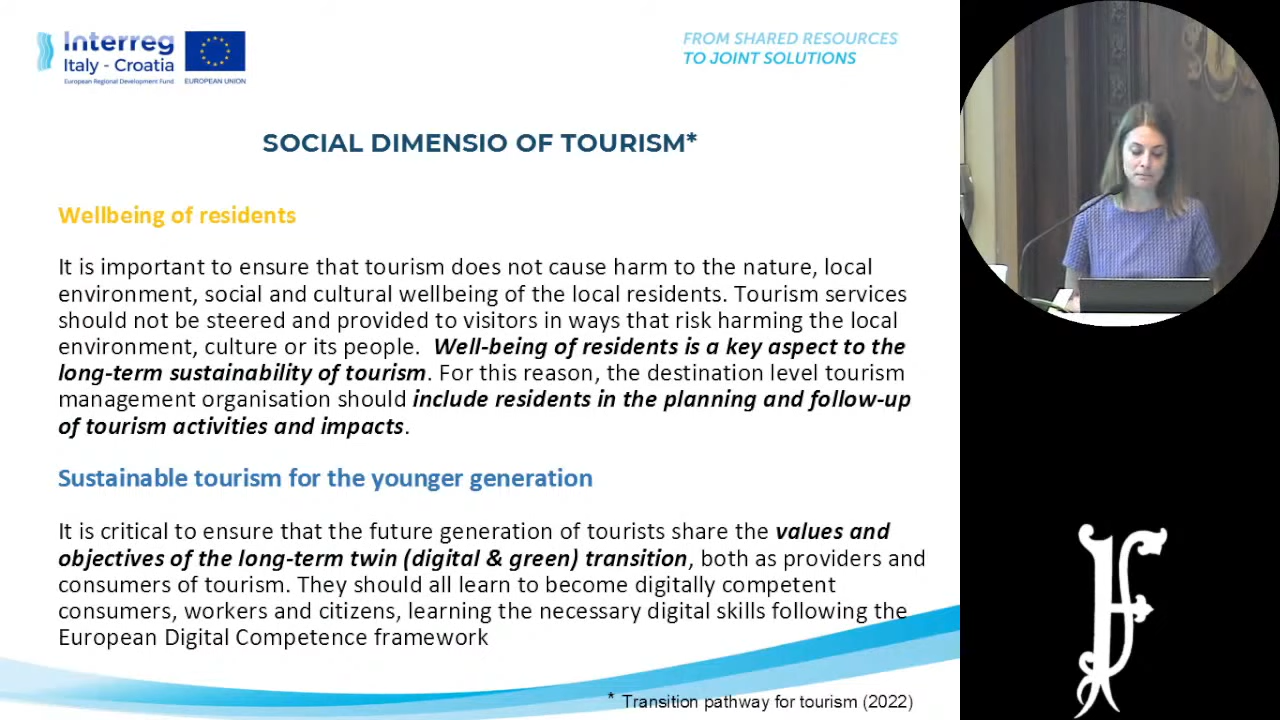 Interreg
Italy - Croatia
European Regional Development Fund
EUROPEAN UNION
FROM SHARED RESOURCES
TO JOINT SOLUTIONS
SOCIAL DIMENSIO OF TOURISM*
Wellbeing of residents
It is important to ensure that tourism does not cause harm to the nature, local
environment, social and cultural wellbeing of the local residents. Tourism services
should not be steered and provided to visitors in ways that risk harming the local
environment, culture or its people. Well-being of residents is a key aspect to the
long-term sustainability of tourism. For this reason, the destination level tourism
management organisation should include residents in the planning and follow-up
of tourism activities and impacts.
Sustainable tourism for the younger generation
It is critical to ensure that the future generation of tourists share the values and
objectives of the long-term twin (digital & green) transition, both as providers and
consumers of tourism. They should all learn to become digitally competent
consumers, workers and citizens, learning the necessary digital skills following the
European Digital Competence framework
* Transition pathway for tourism (2022)